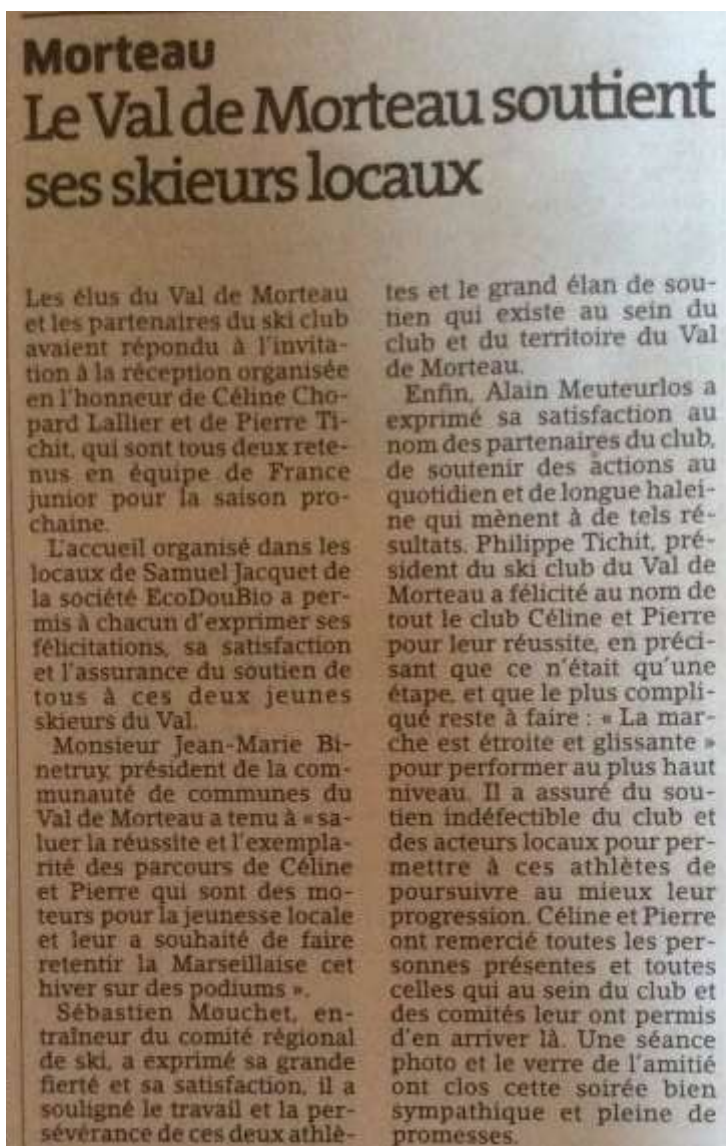 Morteau
Le Val de Morteau soutient
ses skieurs locaux
Les élus du Val de Morteau
et les partenaires du ski club
avaient répondu à l'invita-
tion à la réception organisée
en l'honneur de Céline Cho-
pard Lallier et de Pierre Ti-
chit, qui sont tous deux rete-
nus en équipe de France
junior pour la saison pro-
chaine.
L'accueil organisé dans les
locaux de Samuel Jacquet de
la société EcoDouBio a per-
mis à chacun d'exprimer ses
félicitations, sa satisfaction
et l'assurance du soutien de
tous à ces deux jeunes
skieurs du Val.
Monsieur Jean-Marie Bi-
netruy, président de la com-
munauté de communes du
Val de Morteau a tenu à « sa-
luer la réussite et l'exempla-
rité des parcours de Céline
et Pierre qui sont des mo-
teurs pour la jeunesse locale
et leur a souhaité de faire
retentir la Marseillaise cet
hiver sur des podiums ».
Sébastien Mouchet, en-
traîneur du comité régional
de ski, a exprimé sa grande
fierté et sa satisfaction, il a
souligné le travail et la per-
sévérance de ces deux athlè-
tes et le grand élan de sou-
tien qui existe au sein du
club et du territoire du Val
de Morteau.
Enfin, Alain Meuteurlos a
exprimé sa satisfaction au
nom des partenaires du club,
de soutenir des actions au
quotidien et de longue halei-
ne qui mènent à de tels ré-
sultats. Philippe Tichit, pré-
sident du ski club du Val de
Morteau a félicité au nom de
tout le club Céline et Pierre
pour leur réussite, en préci-
sant que ce n'était qu'une
étape, et que le plus compli-
qué reste à faire : « La mar-
che est étroite et glissante »
pour performer au plus haut
niveau. Il a assuré du sou-
tien indéfectible du club et
des acteurs locaux pour per-
mettre à ces athlètes de
poursuivre au mieux leur
progression. Céline et Pierre
ont remercié toutes les per-
sonnes présentes et toutes
celles qui au sein du club et
des comités leur ont permis
d'en arriver là. Une séance
photo et le verre de l'amitié
ont clos cette soirée bien
sympathique et pleine de
promesses.